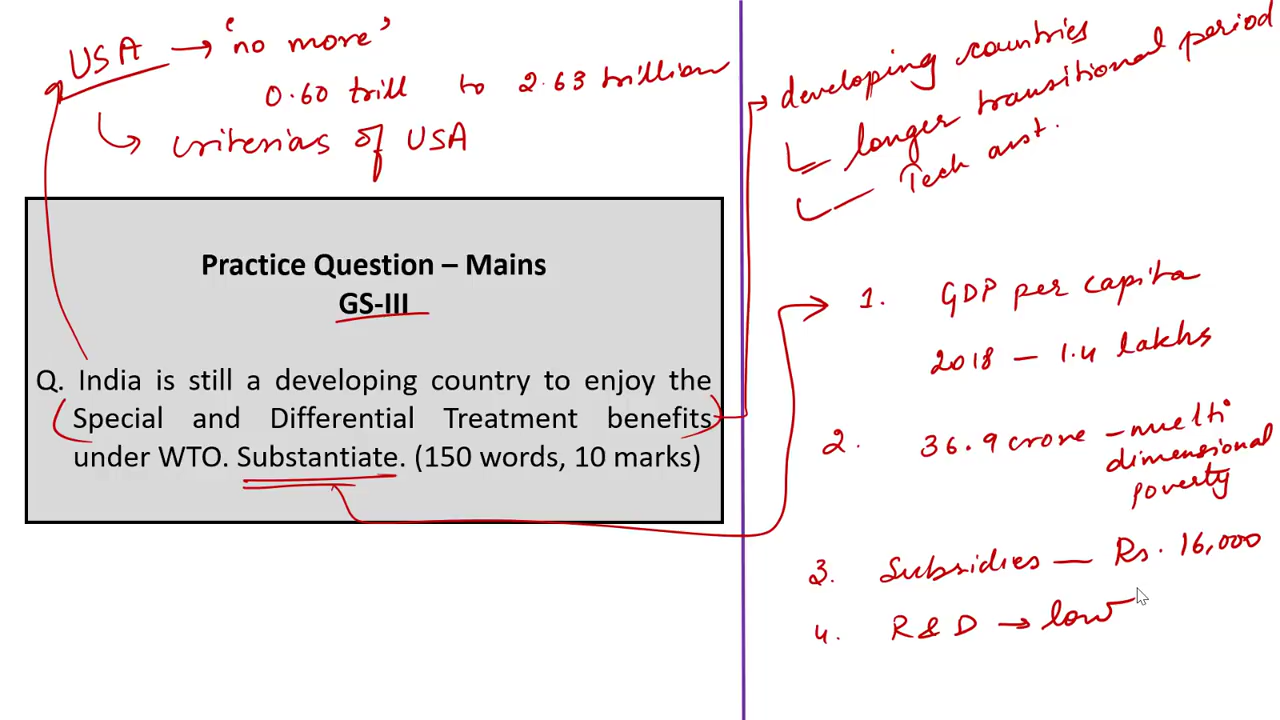 USA → 'no more'
0.60 trill to 2.63 trillion
criterias of USA
Practice Question – Mains
GS-III
Q. India is still a developing country to enjoy the
Special and Differential Treatment benefits
under WTO. Substantiate. (150 words, 10 marks)
developing countries
longer transitional period
Tech asst.
1. GDP per capita
2018 – 1.4 lakhs
2. 36.9 crore – multi
dimensional
poverty
3. Subsidies — Rs. 16,000
4. R & D → low